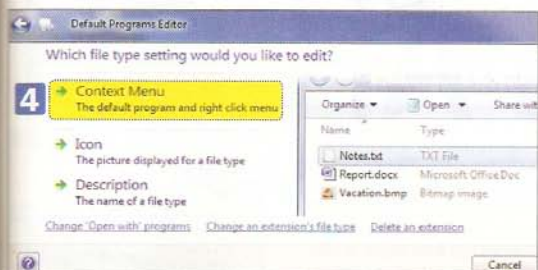 Default Programs Editor
Which file type setting would you like to edit?
4
Context Menu
The default program and right click menu
Icon
The picture displayed for a file type
Description
The name of a file type
Organize Open Share wit
Name Type
Notes.txt TXT File
Report.docx Microsoft Office Doc
Vacation.bmp Bitmap image
Change "Open with" programs Change an extension's file type Delete an extension
Cancel